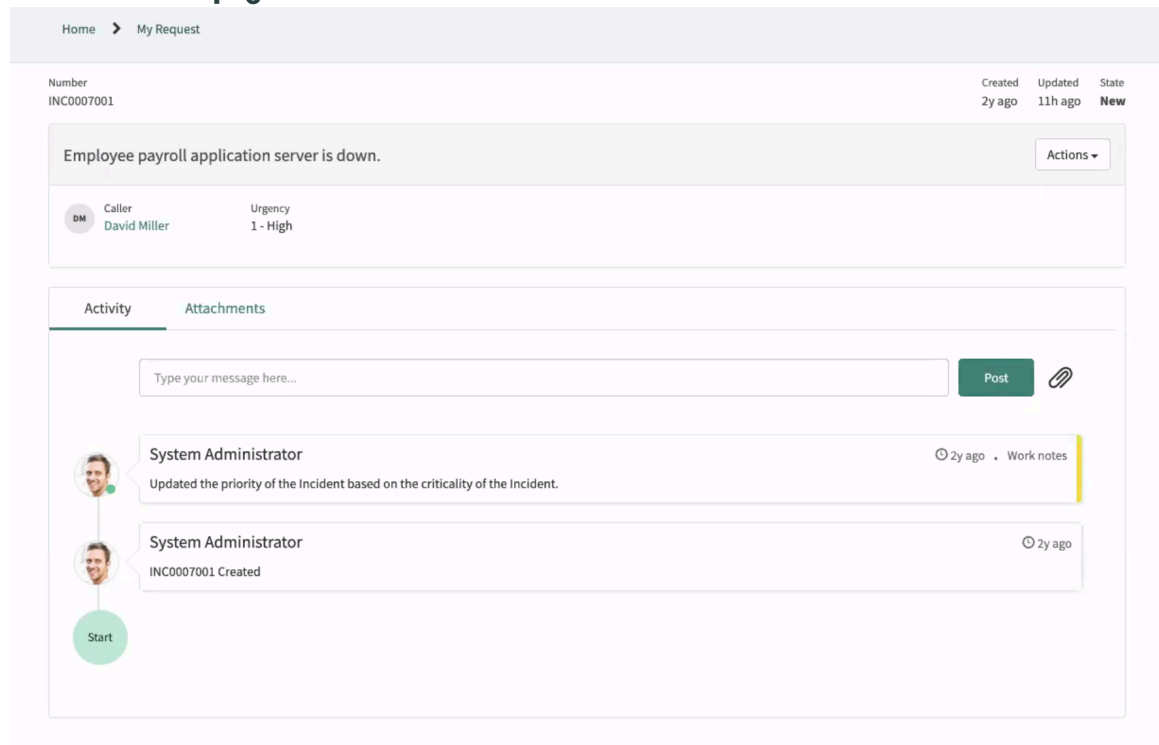 Home > My Request
Number
INC0007001
Created Updated State
2y ago 11h ago New
Employee payroll application server is down.
Actions
DM
Caller
David Miller
Urgency
1 - High
Activity Attachments
Type your message here...
Post
System Administrator
2y ago . Work notes
Updated the priority of the Incident based on the criticality of the Incident.
System Administrator
2y ago
INC0007001 Created
Start